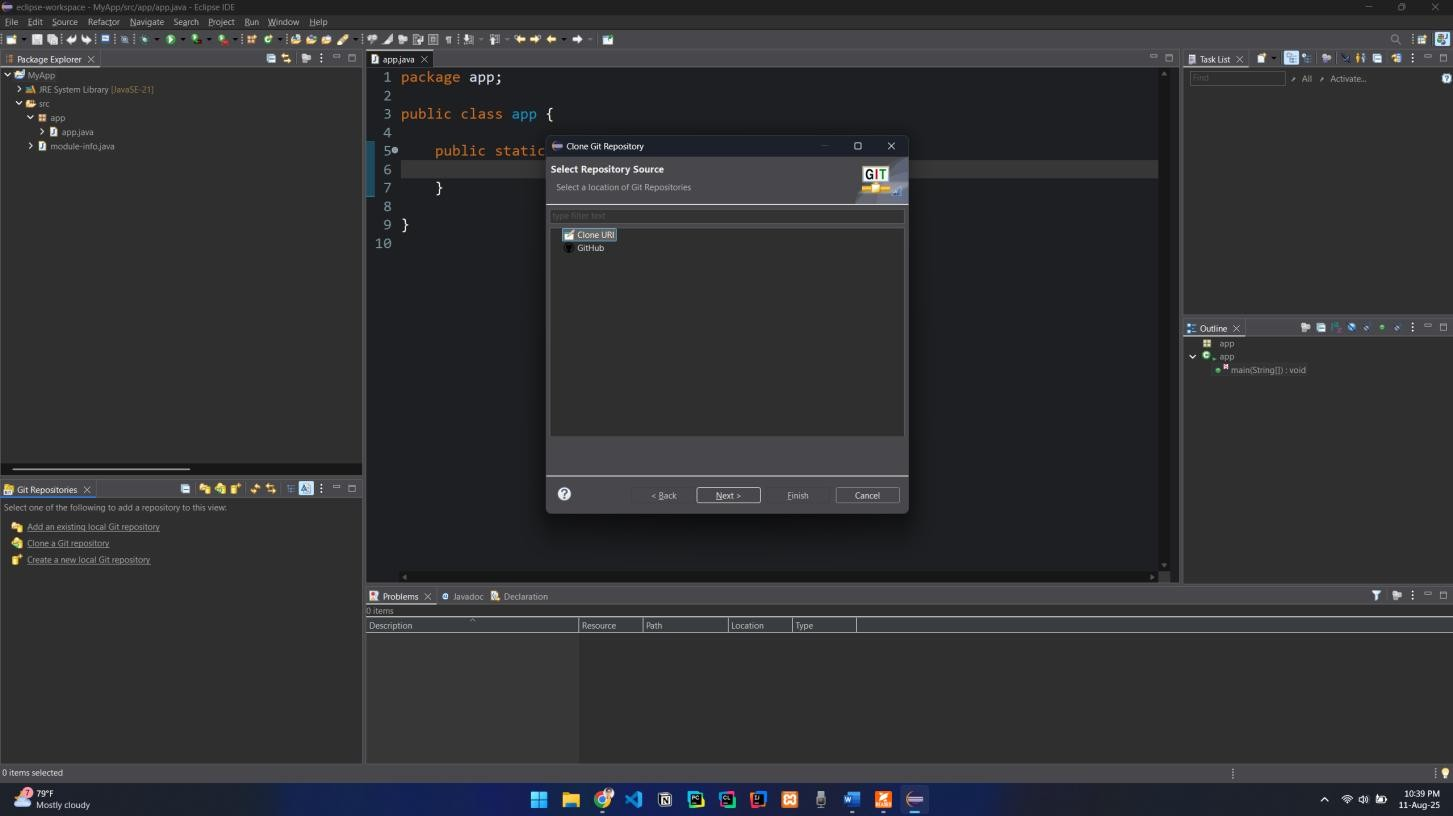 eclipse-workspace - MyApp/src/app/app.java - Eclipse IDE
File Edit Source Refactor Navigate Search Project Run Window Help
Package Explorer
MyApp
JRE System Library [JavaSE-21]
src
app
app.java
module-info.java
app.java
1 package app;
2
3 public class app {
4
5 public static
6
7 }
8
9 }
10
Clone Git Repository
Select Repository Source
Select a location of Git Repositories
GIT
type filter text
Clone URI
GitHub
< Back Next > Finish Cancel
Task List
Find All Activate...
Outline
app
app
main(String[]) : void
Git Repositories
Select one of the following to add a repository to this view:
Add an existing local Git repository
Clone a Git repository
Create a new local Git repository
Problems Javadoc Declaration
0 items
Description Resource Path Location Type
0 items selected
79°F
Mostly cloudy
10:39 PM
11-Aug-25